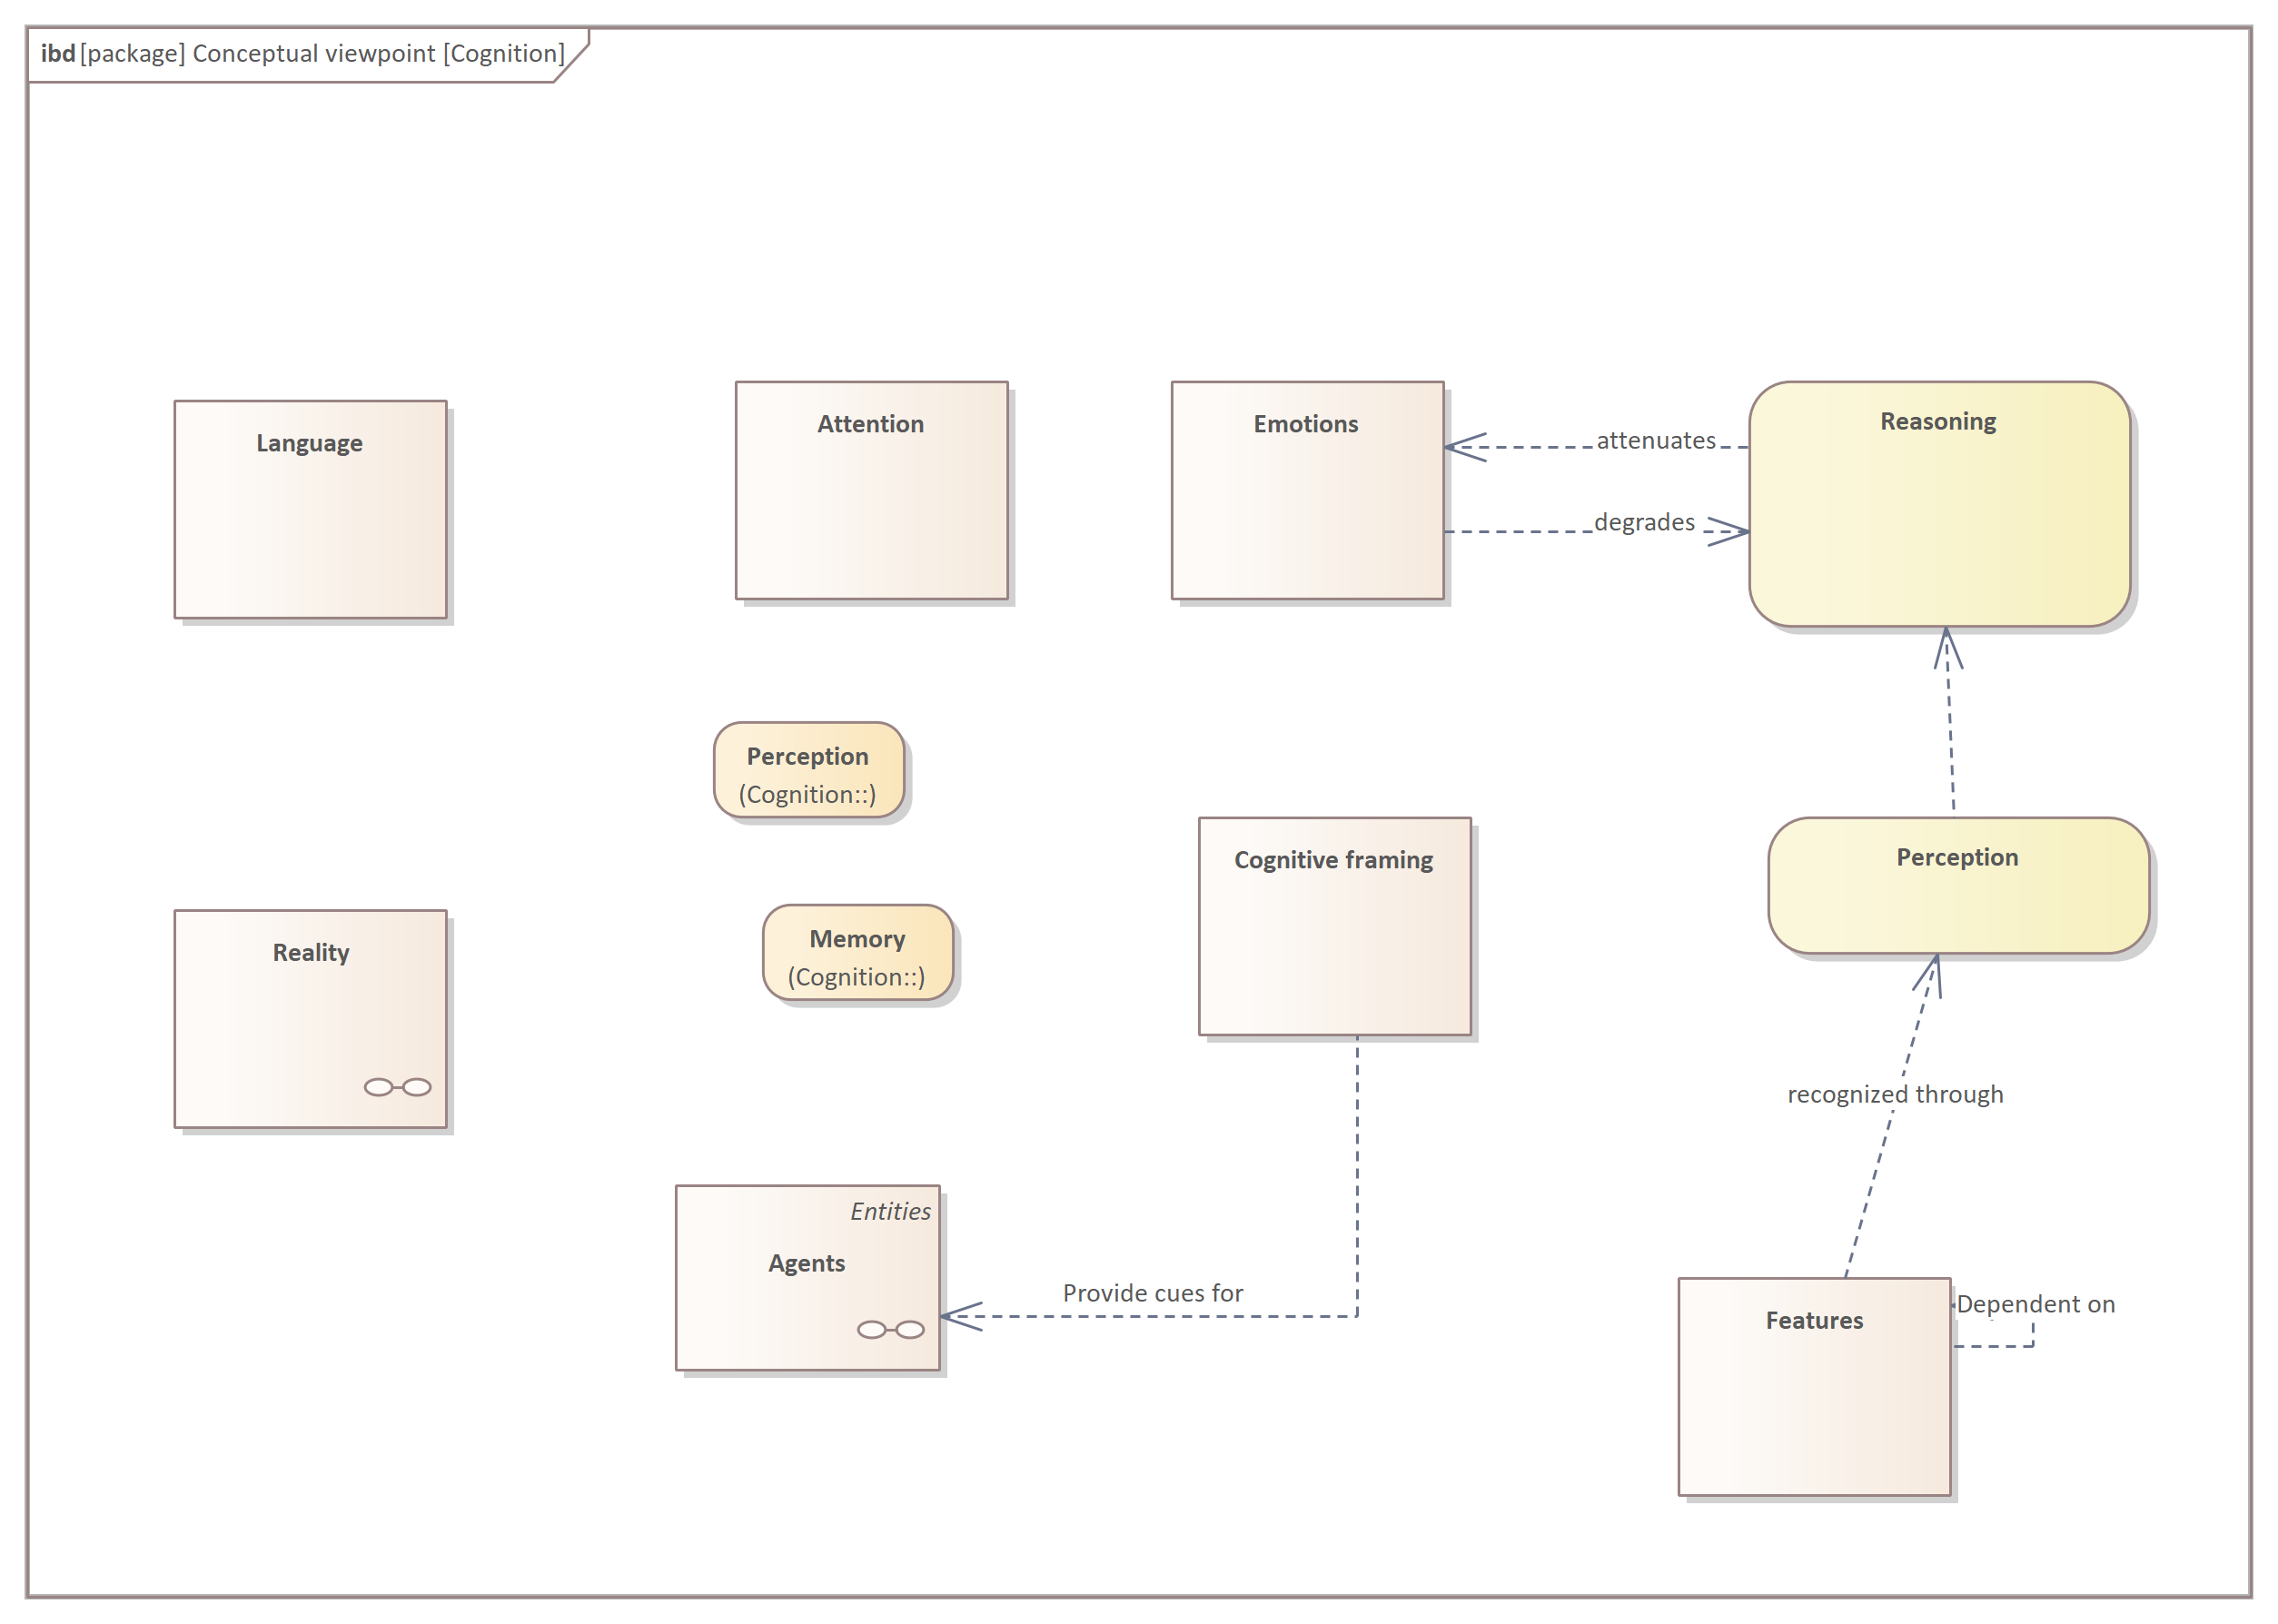 ibd [package] Conceptual viewpoint [Cognition]
Language
Attention
Emotions
attenuates
degrades
Reasoning
Perception
(Cognition::)
Memory
(Cognition::)
Cognitive framing
Perception
Reality
recognized through
Entities
Agents
Provide cues for
Features
Dependent on